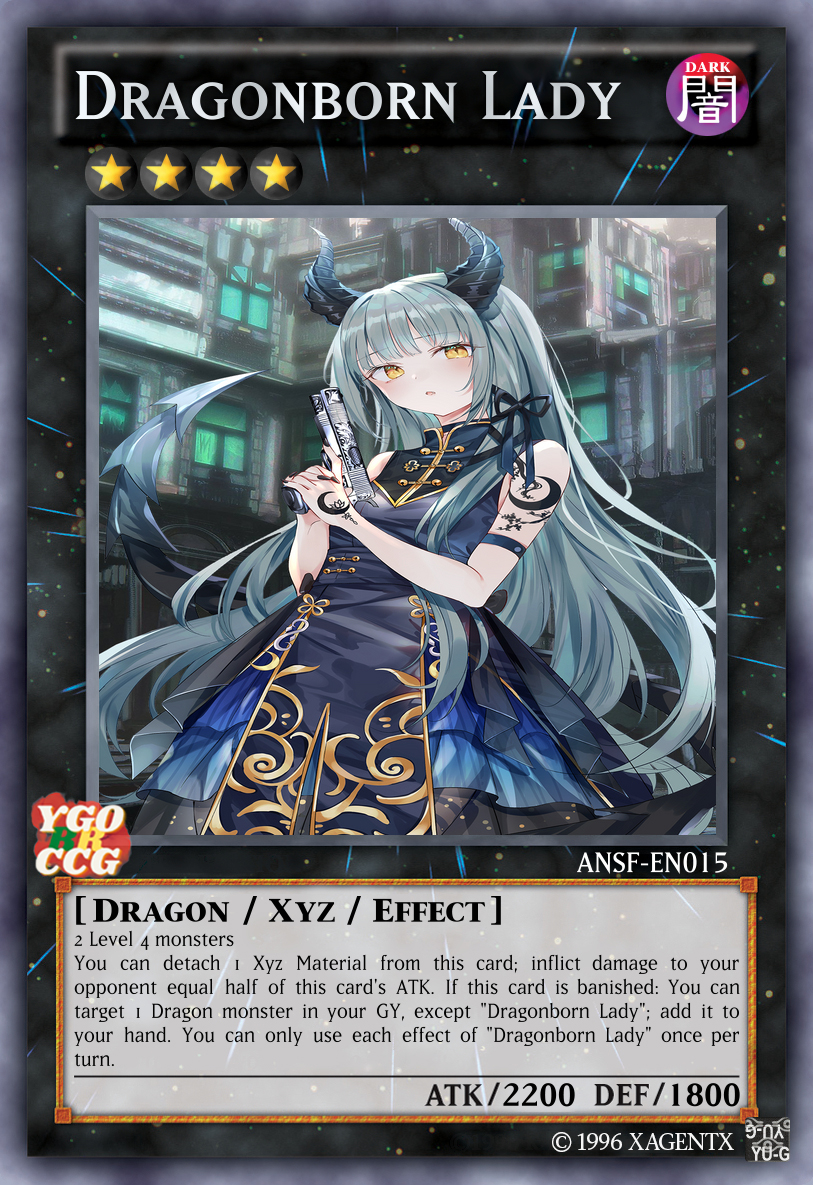 DRAGONBORN LADY
DARK
闇
YGO
BR
CCG
ANSF-EN015
[ DRAGON / XYZ / EFFECT ]
2 Level 4 monsters
You can detach 1 Xyz Material from this card; inflict damage to your
opponent equal half of this card's ATK. If this card is banished: You can
target 1 Dragon monster in your GY, except "Dragonborn Lady"; add it to
your hand. You can only use each effect of "Dragonborn Lady" once per
turn.
ATK/2200 DEF/1800
© 1996 XAGENTX
YU-G
YU-G